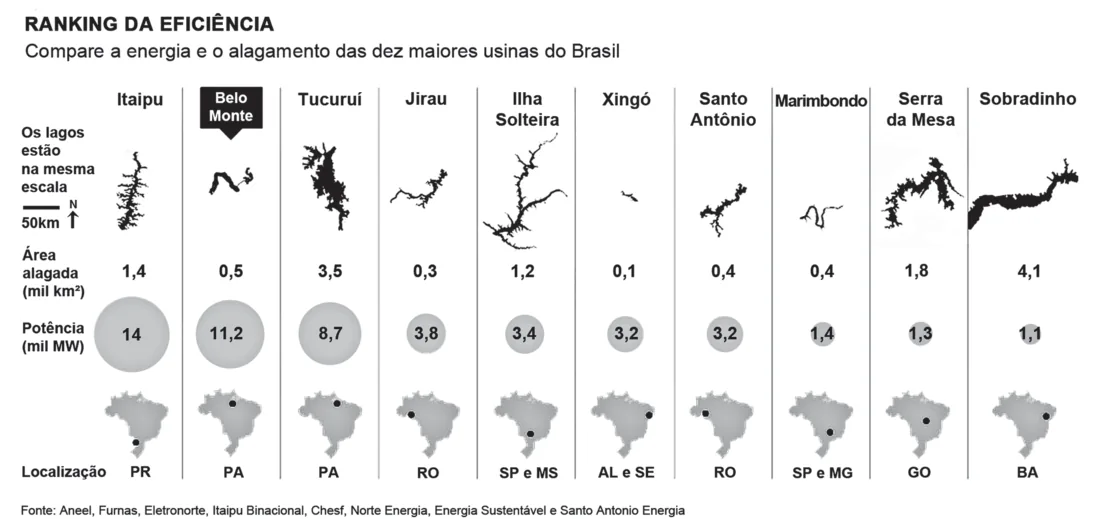 RANKING DA EFICIÊNCIA
Compare a energia e o alagamento das dez maiores usinas do Brasil
Itaipu
Belo
Monte
Tucuruí
Jirau
Ilha
Solteira
Xingó
Santo
Antônio
Marimbondo
Serra
da Mesa
Sobradinho
Os lagos
estão
na mesma
escala
N
50km
Área
alagada
(mil km²)
1,4
0,5
3,5
0,3
1,2
0,1
0,4
0,4
1,8
4,1
Potência
(mil MW)
14
11,2
8,7
3,8
3,4
3,2
3,2
1,4
1,3
1,1
Localização
PR
PA
PA
RO
SP e MS
AL e SE
RO
SP e MG
GO
BA
Fonte: Aneel, Furnas, Eletronorte, Itaipu Binacional, Chesf, Norte Energia, Energia Sustentável e Santo Antonio Energia